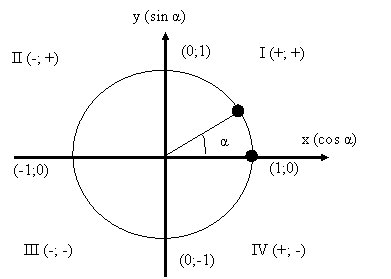 y (sin α)
(0;1)
I (+; +)
II (-; +)
α
x (cos α)
(-1;0)
(1;0)
III (-; -)
IV (+; -)
(0;-1)